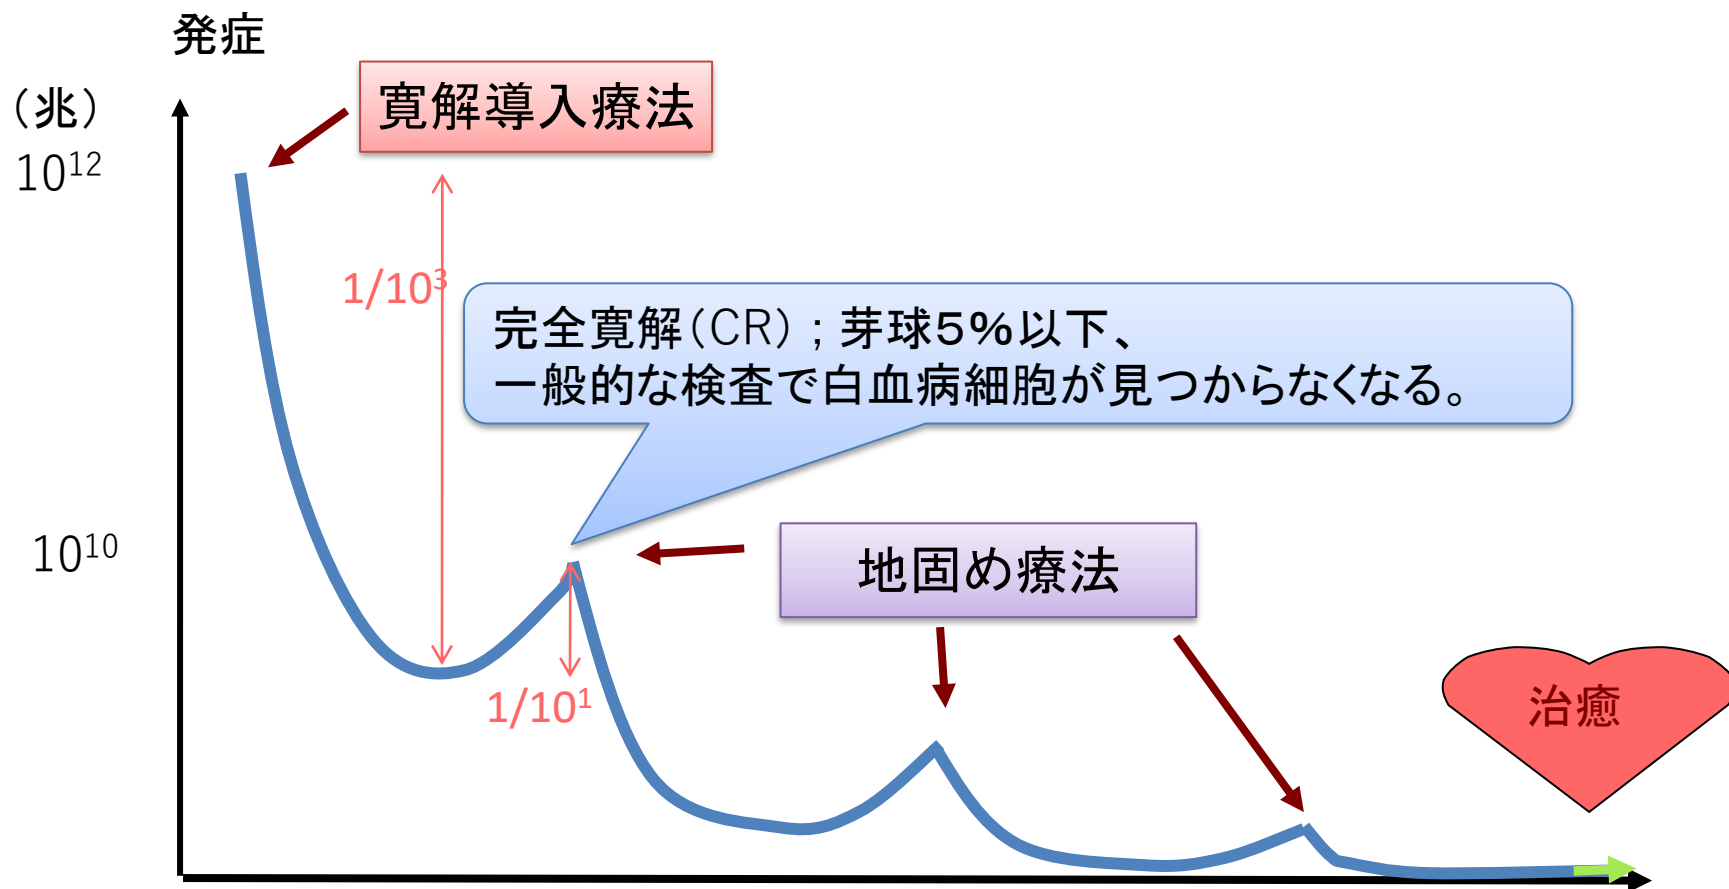 発症
（兆）
寛解導入療法
10¹²
1/10³
完全寛解（CR）；芽球５％以下、
一般的な検査で白血病細胞が見つからなくなる。
10¹⁰
地固め療法
1/10¹
治癒